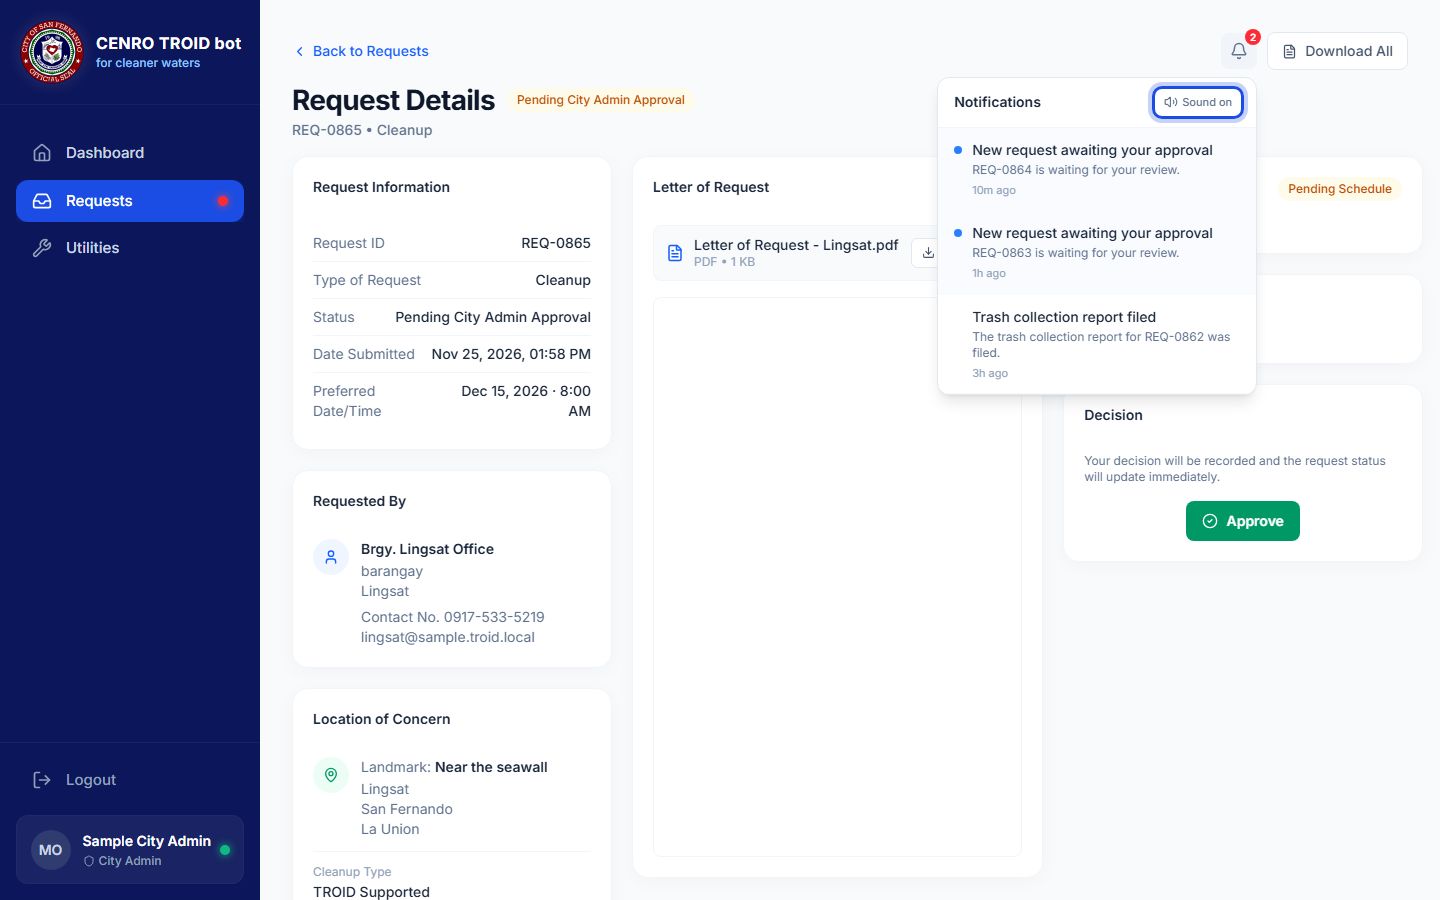 CITY OF SAN FERNANDO
OFFICIAL SEAL
CENRO TROID bot
for cleaner waters
Dashboard
Requests
Utilities
Logout
MO
Sample City Admin
City Admin
Back to Requests
2
Download All
Request Details
Pending City Admin Approval
REQ-0865 • Cleanup
Request Information
Request ID
REQ-0865
Type of Request
Cleanup
Status
Pending City Admin Approval
Date Submitted
Nov 25, 2026, 01:58 PM
Preferred
Date/Time
Dec 15, 2026 · 8:00
AM
Requested By
Brgy. Lingsat Office
barangay
Lingsat
Contact No. 0917-533-5219
lingsat@sample.troid.local
Location of Concern
Landmark: Near the seawall
Lingsat
San Fernando
La Union
Cleanup Type
TROID Supported
Letter of Request
Letter of Request - Lingsat.pdf
PDF • 1 KB
Notifications
Sound on
New request awaiting your approval
REQ-0864 is waiting for your review.
10m ago
New request awaiting your approval
REQ-0863 is waiting for your review.
1h ago
Trash collection report filed
The trash collection report for REQ-0862 was
filed.
3h ago
Pending Schedule
Decision
Your decision will be recorded and the request status
will update immediately.
Approve